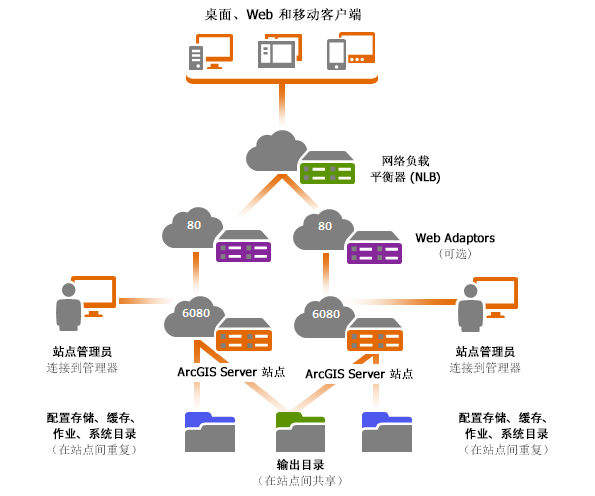 桌面、Web 和移动客户端
网络负载
平衡器 (NLB)
80
80
Web Adaptors
（可选）
6080
6080
站点管理员
连接到管理器
站点管理员
连接到管理器
ArcGIS Server 站点
ArcGIS Server 站点
配置存储、缓存、
作业、系统目录
（在站点间重复）
输出目录
（在站点间共享）
配置存储、缓存、
作业、系统目录
（在站点间重复）